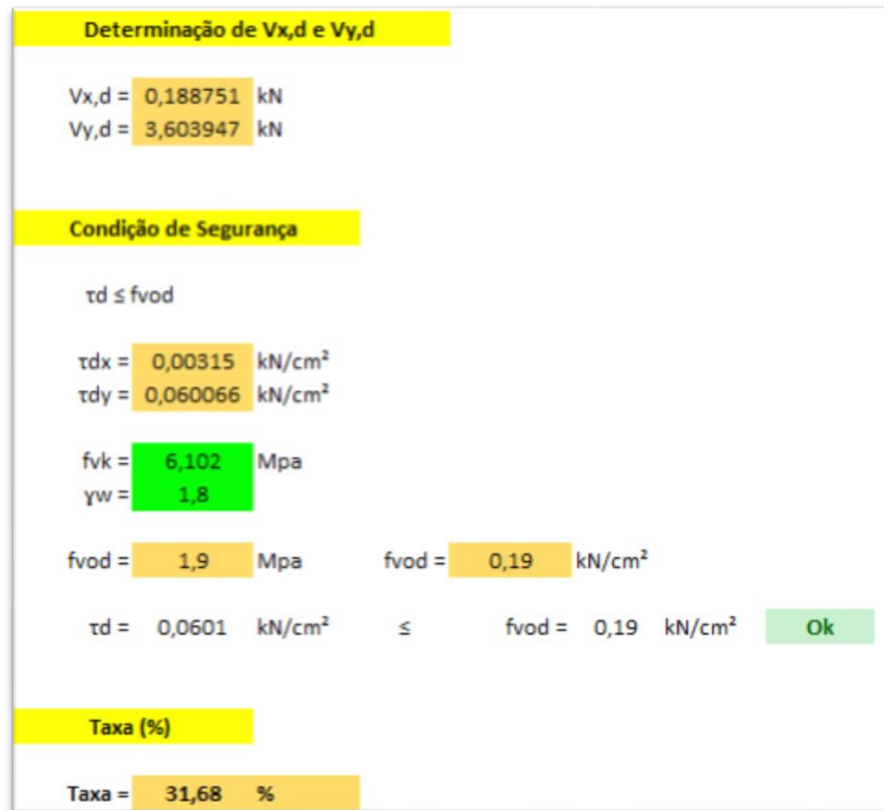 Determinação de Vx,d e Vy,d
Vx,d = 0,188751 kN
Vy,d = 3,603947 kN
Condição de Segurança
τd ≤ fvod
τdx = 0,00315 kN/cm²
τdy = 0,060066 kN/cm²
fvk = 6,102 Mpa
γw = 1,8
fvod = 1,9 Mpa fvod = 0,19 kN/cm²
τd = 0,0601 kN/cm² ≤ fvod = 0,19 kN/cm² Ok
Taxa (%)
Taxa = 31,68 %